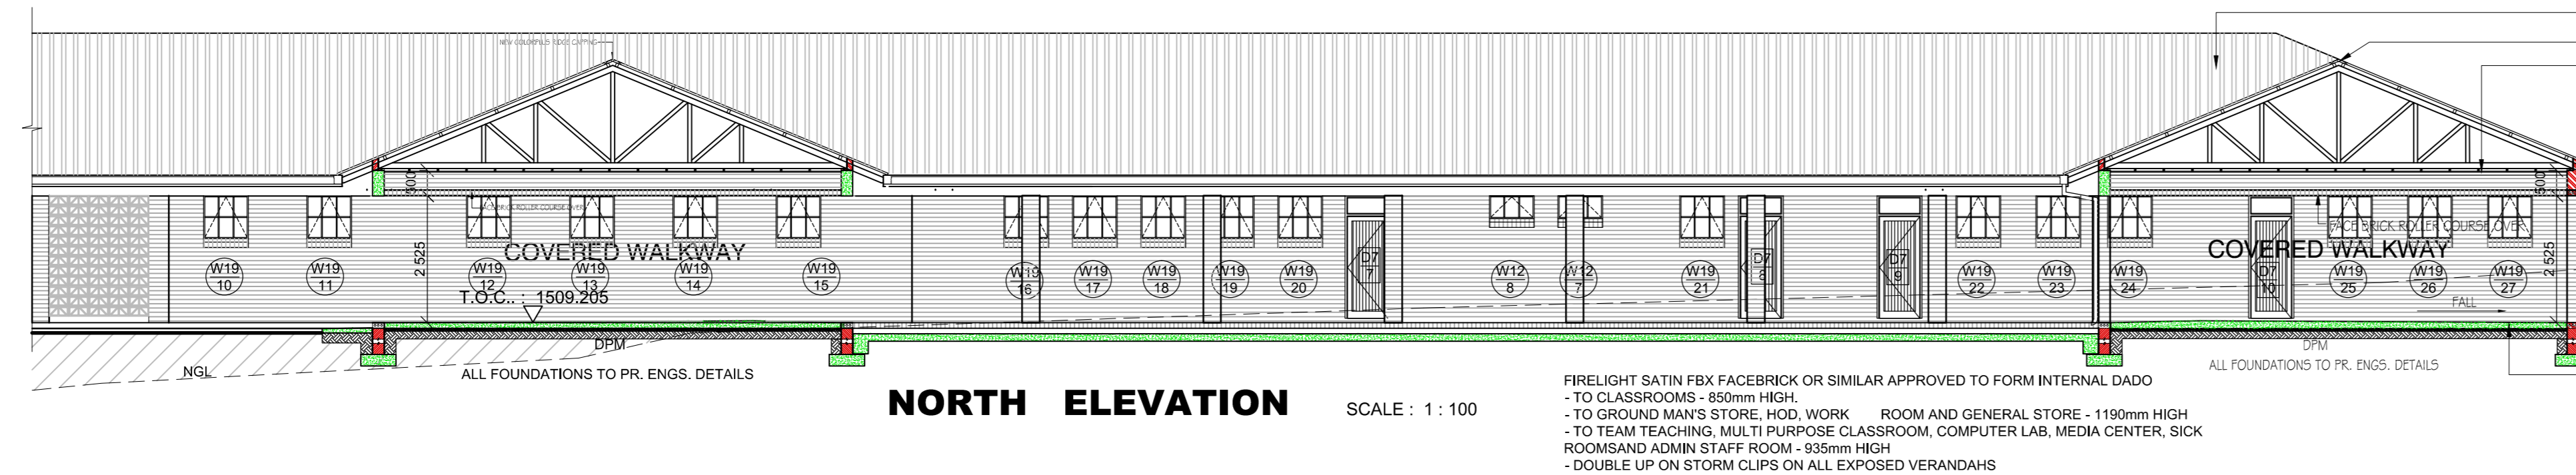 NEW COLORPLUS RIDGE CAPPING
500
500
FACE BRICK ROLLER COURSE OVER
FACE BRICK ROLLER COURSE OVER
COVERED WALKWAY
COVERED WALKWAY
2 525
2 525
W19 10
W19 11
W19 12
W19 13
W19 14
W19 15
W19 16
W19 17
W19 18
W19 19
W19 20
D7 7
W12 8
W12 7
W19 21
D7 8
D7 9
W19 22
W19 23
W19 24
D7 10
W19 25
W19 26
W19 27
T.O.C.. : 1509.205
FALL
NGL
DPM
DPM
ALL FOUNDATIONS TO PR. ENGS. DETAILS
ALL FOUNDATIONS TO PR. ENGS. DETAILS
NORTH ELEVATION
SCALE : 1 : 100
FIRELIGHT SATIN FBX FACEBRICK OR SIMILAR APPROVED TO FORM INTERNAL DADO
- TO CLASSROOMS - 850mm HIGH.
- TO GROUND MAN'S STORE, HOD, WORK ROOM AND GENERAL STORE - 1190mm HIGH
- TO TEAM TEACHING, MULTI PURPOSE CLASSROOM, COMPUTER LAB, MEDIA CENTER, SICK
ROOMSAND ADMIN STAFF ROOM - 935mm HIGH
- DOUBLE UP ON STORM CLIPS ON ALL EXPOSED VERANDAHS